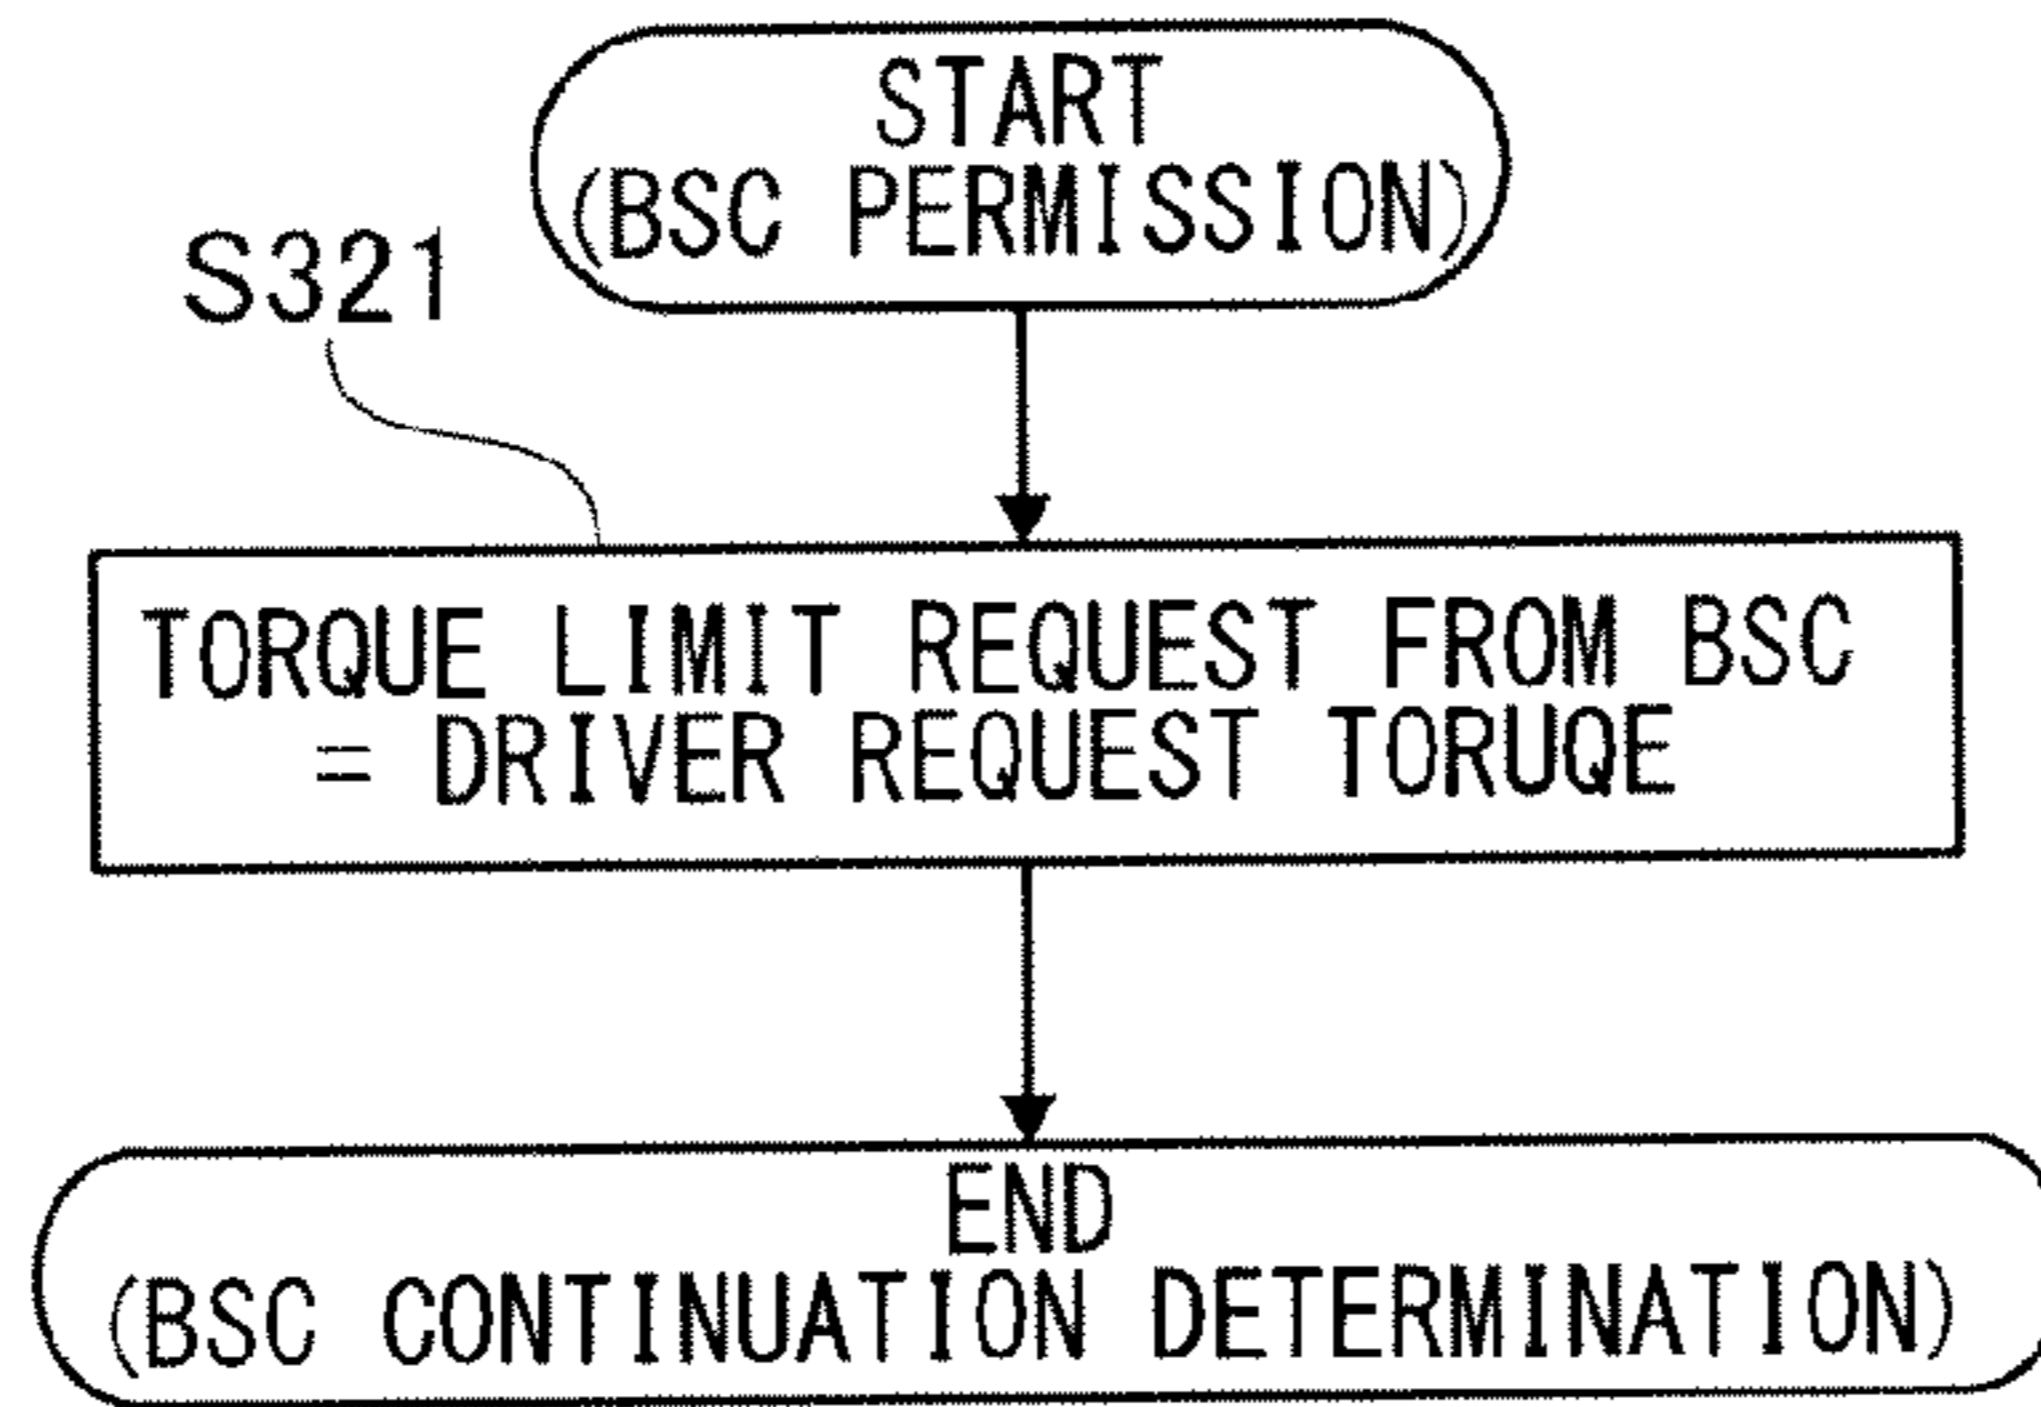 START
(BSC PERMISSION)
S321
TORQUE LIMIT REQUEST FROM BSC
= DRIVER REQUEST TORUQE
END
(BSC CONTINUATION DETERMINATION)